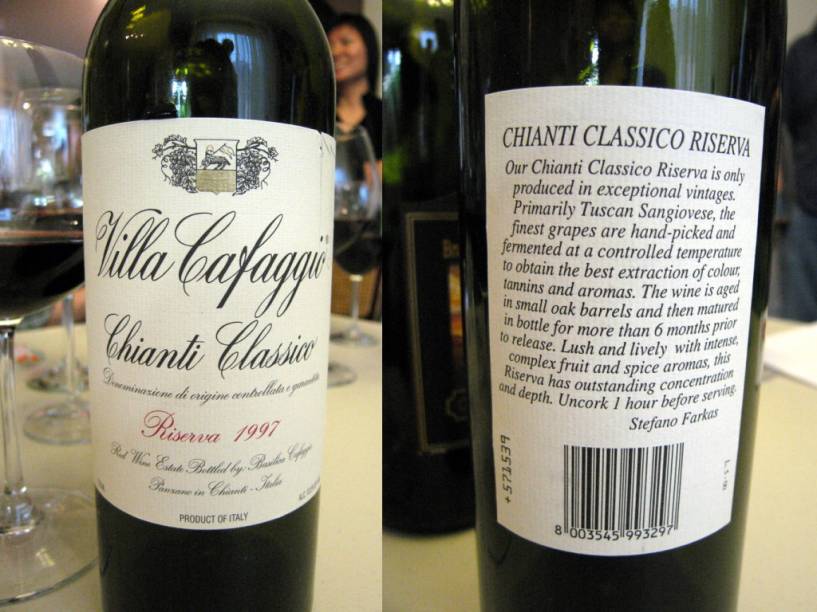 Villa Cafaggio
Chianti Classico
Denominazione di origine controllata e garantita
Riserva 1997
Red Wine Estate Bottled by: Basilica Cafaggio
Panzano in Chianti - Italia
PRODUCT OF ITALY
CHIANTI CLASSICO RISERVA
Our Chianti Classico Riserva is only
produced in exceptional vintages.
Primarily Tuscan Sangiovese, the
finest grapes are hand-picked and
fermented at a controlled temperature
to obtain the best extraction of colour,
tannins and aromas. The wine is aged
in small oak barrels and then matured
in bottle for more than 6 months prior
to release. Lush and lively with intense,
complex fruit and spice aromas, this
Riserva has outstanding concentration
and depth. Uncork 1 hour before serving.
Stefano Farkas
+571539
8 003545 993297